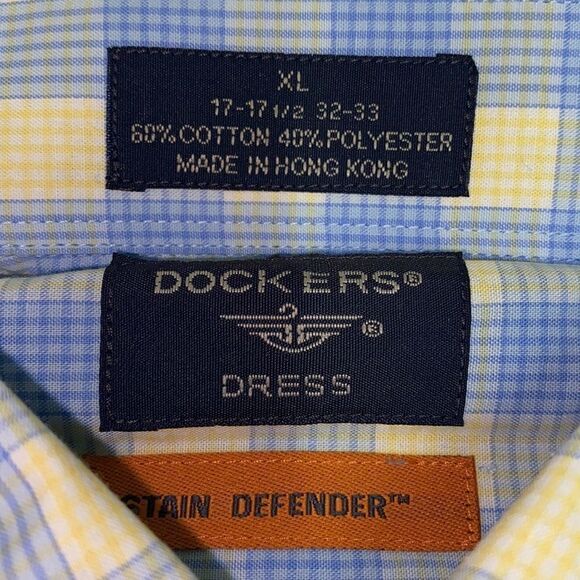 XL
17-17 1/2 32-33
60% COTTON 40% POLYESTER
MADE IN HONG KONG
DOCKERS®
®
DRESS
STAIN DEFENDER™